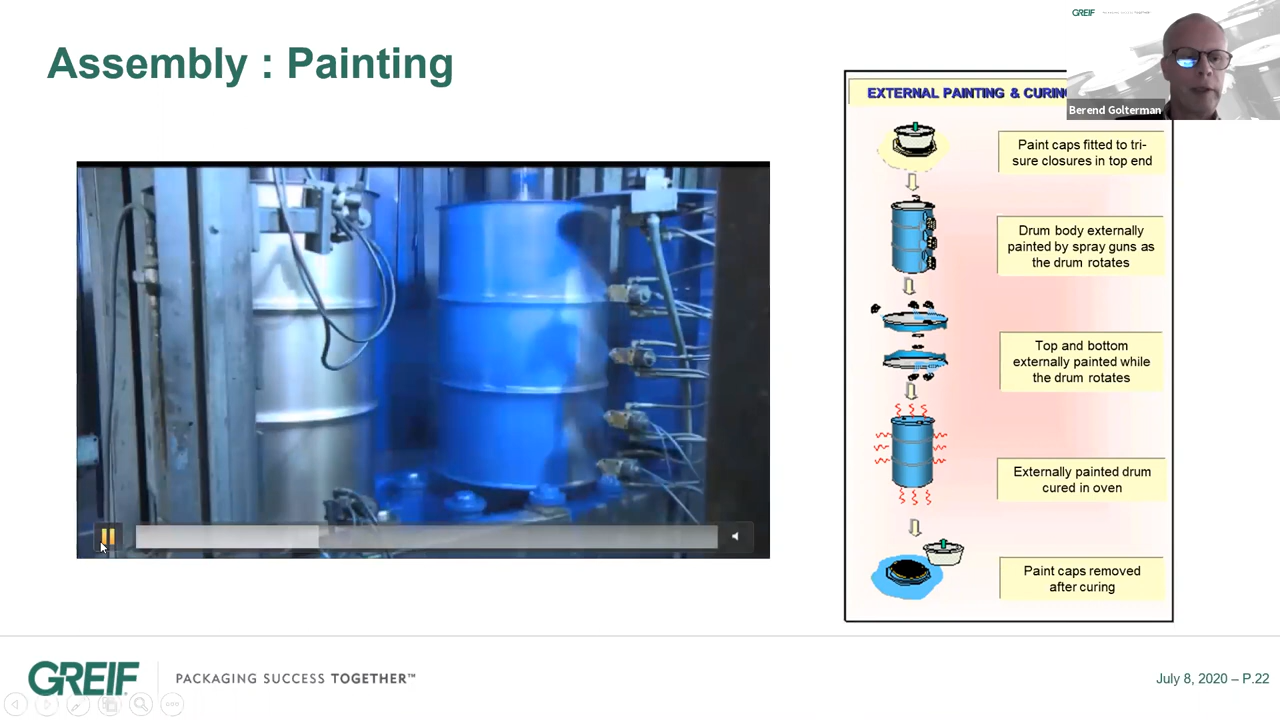 GREIF
Assembly : Painting
EXTERNAL PAINTING & CURING
Berend Golterman
Paint caps fitted to tri-
sure closures in top end
Drum body externally
painted by spray guns as
the drum rotates
Top and bottom
externally painted while
the drum rotates
Externally painted drum
cured in oven
Paint caps removed
after curing
GREIF
PACKAGING SUCCESS TOGETHER™
July 8, 2020 – P.22